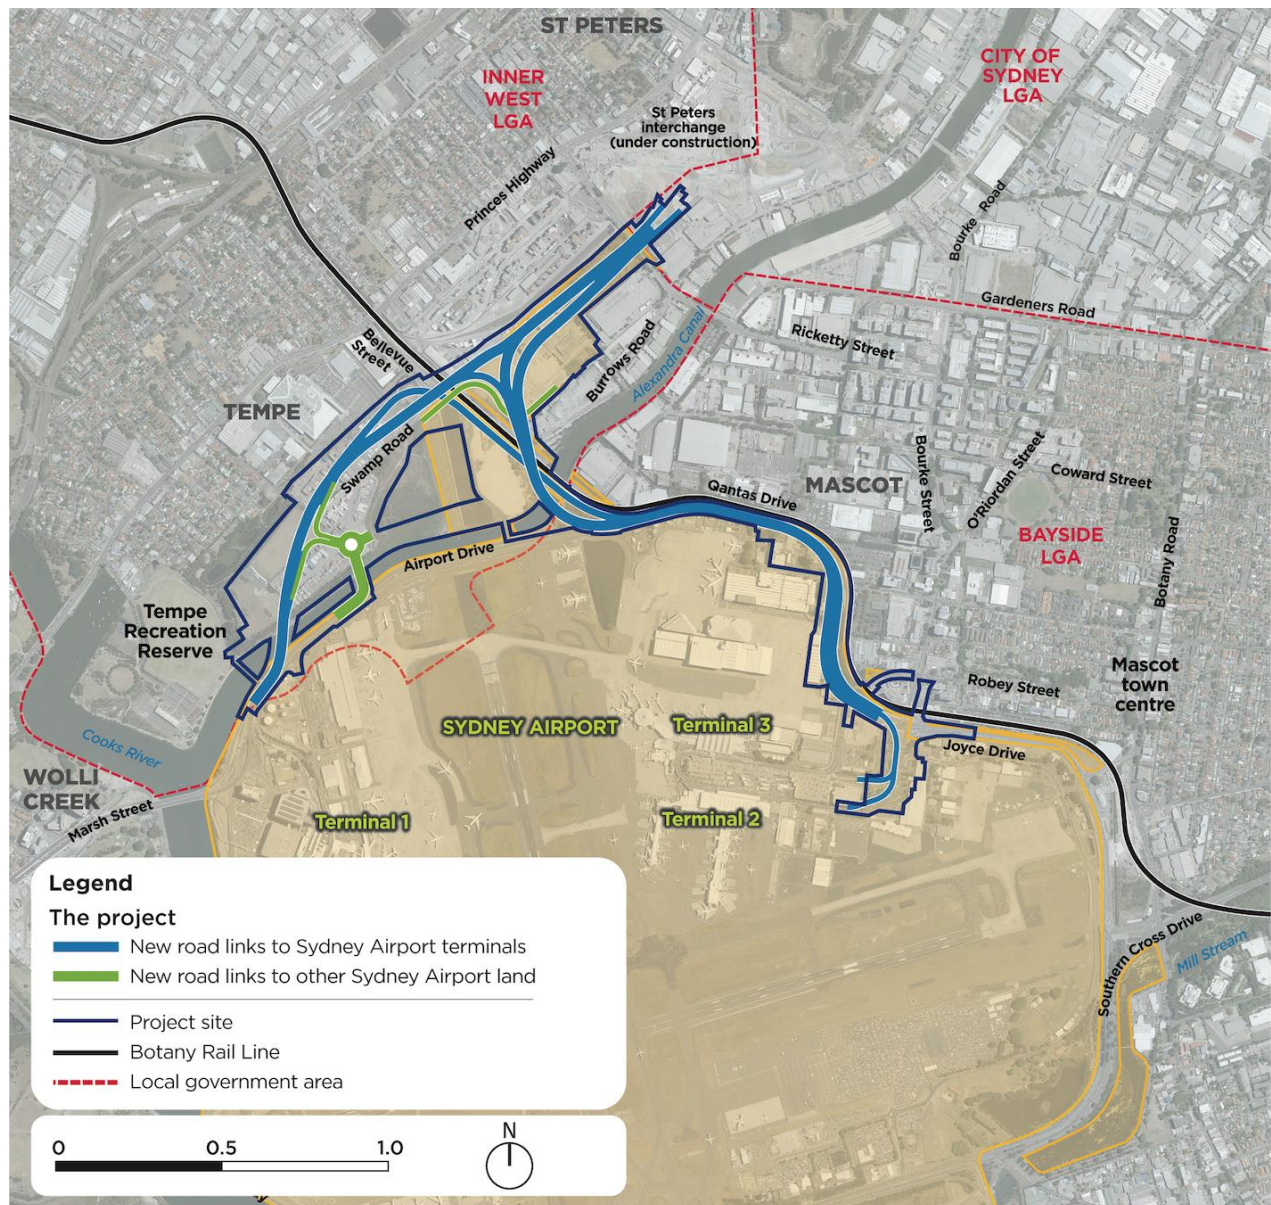 ST PETERS
INNER
WEST
LGA
CITY OF
SYDNEY
LGA
St Peters
interchange
(under construction)
Princes Highway
Bourke Road
Gardeners Road
Ricketty Street
Alexandra Canal
Burrows Road
Bellevue
Street
TEMPE
Swamp Road
MASCOT
Qantas Drive
Bourke Street
O'Riordan Street
Coward Street
BAYSIDE
LGA
Botany Road
Airport Drive
Tempe
Recreation
Reserve
Mascot
town
centre
Robey Street
Joyce Drive
SYDNEY AIRPORT
Terminal 3
Terminal 2
Terminal 1
Cooks River
WOLLI
CREEK
Marsh Street
Southern Cross Drive
Mill Stream
Legend
The project
New road links to Sydney Airport terminals
New road links to other Sydney Airport land
Project site
Botany Rail Line
Local government area
0 0.5 1.0
N